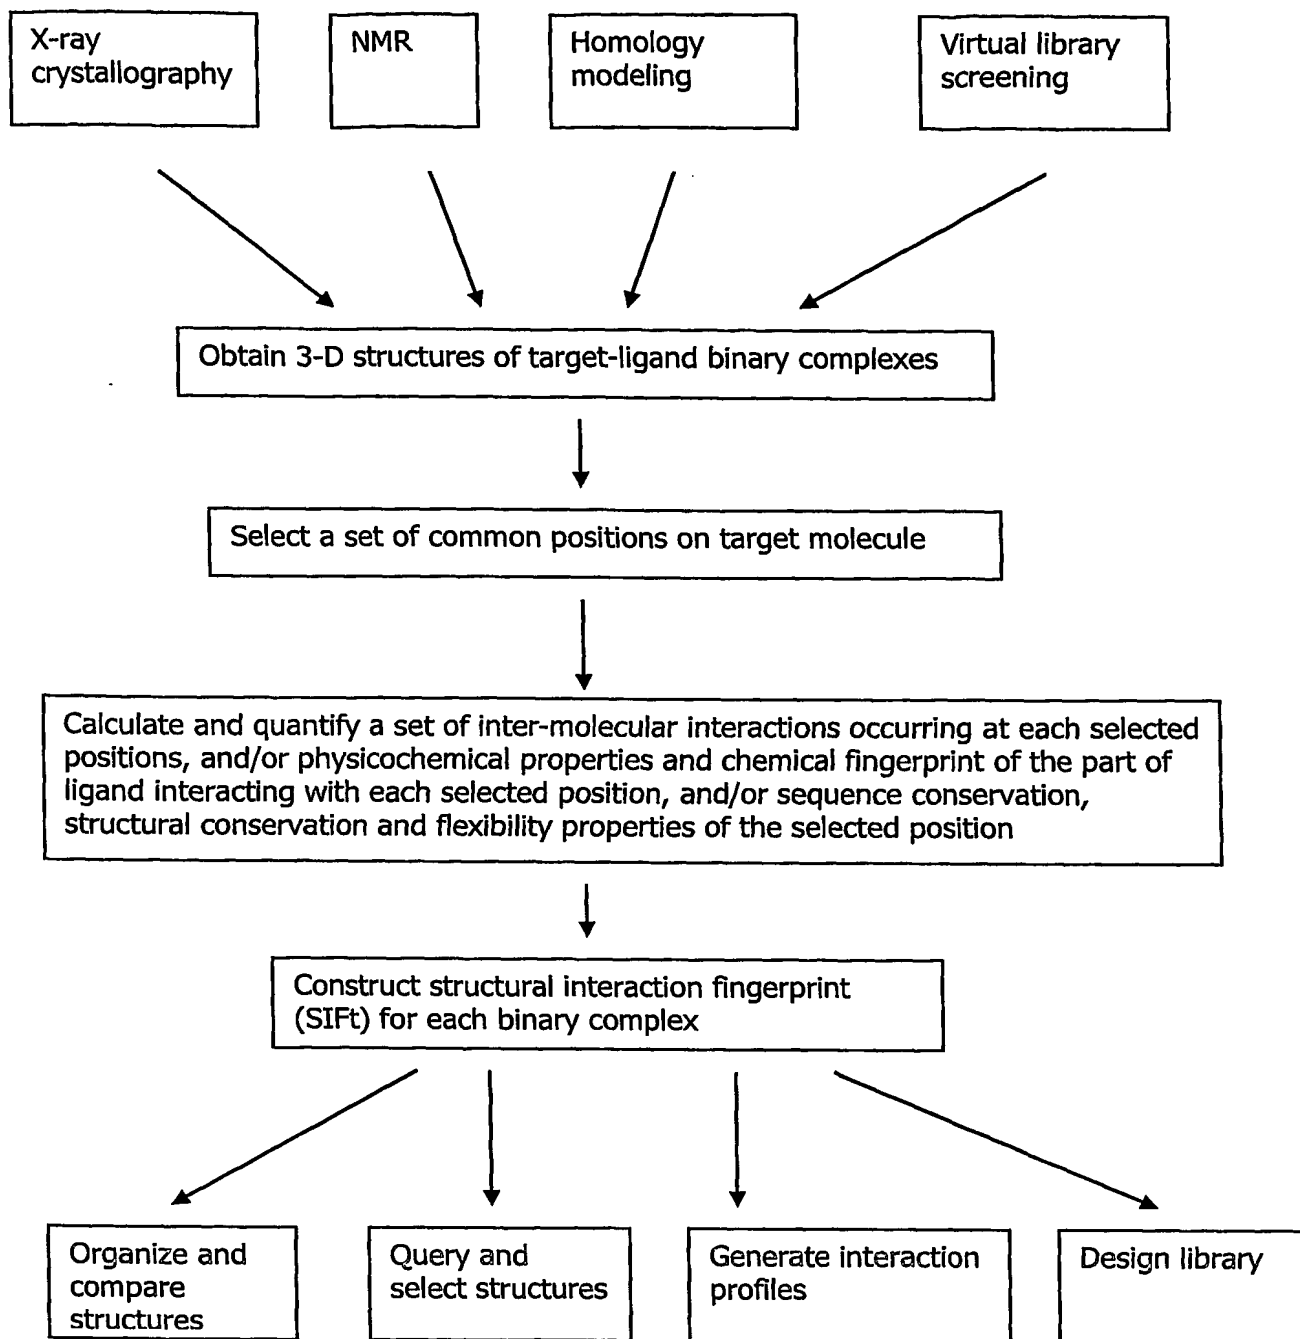 X-ray
crystallography
NMR
Homology
modeling
Virtual library
screening
Obtain 3-D structures of target-ligand binary complexes
Select a set of common positions on target molecule
Calculate and quantify a set of inter-molecular interactions occurring at each selected
positions, and/or physicochemical properties and chemical fingerprint of the part of
ligand interacting with each selected position, and/or sequence conservation,
structural conservation and flexibility properties of the selected position
Construct structural interaction fingerprint
(SIFt) for each binary complex
Organize and
compare
structures
Query and
select structures
Generate interaction
profiles
Design library